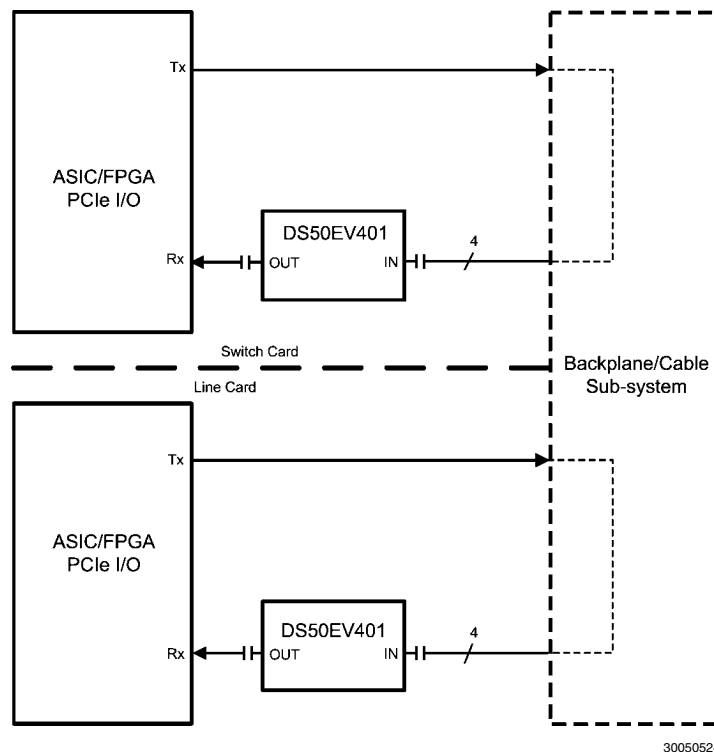 Tx
ASIC/FPGA
PCIe I/O
DS50EV401
4
Rx
OUT
IN
Switch Card
Line Card
Backplane/Cable
Sub-system
Tx
ASIC/FPGA
PCIe I/O
DS50EV401
4
Rx
OUT
IN
3005052